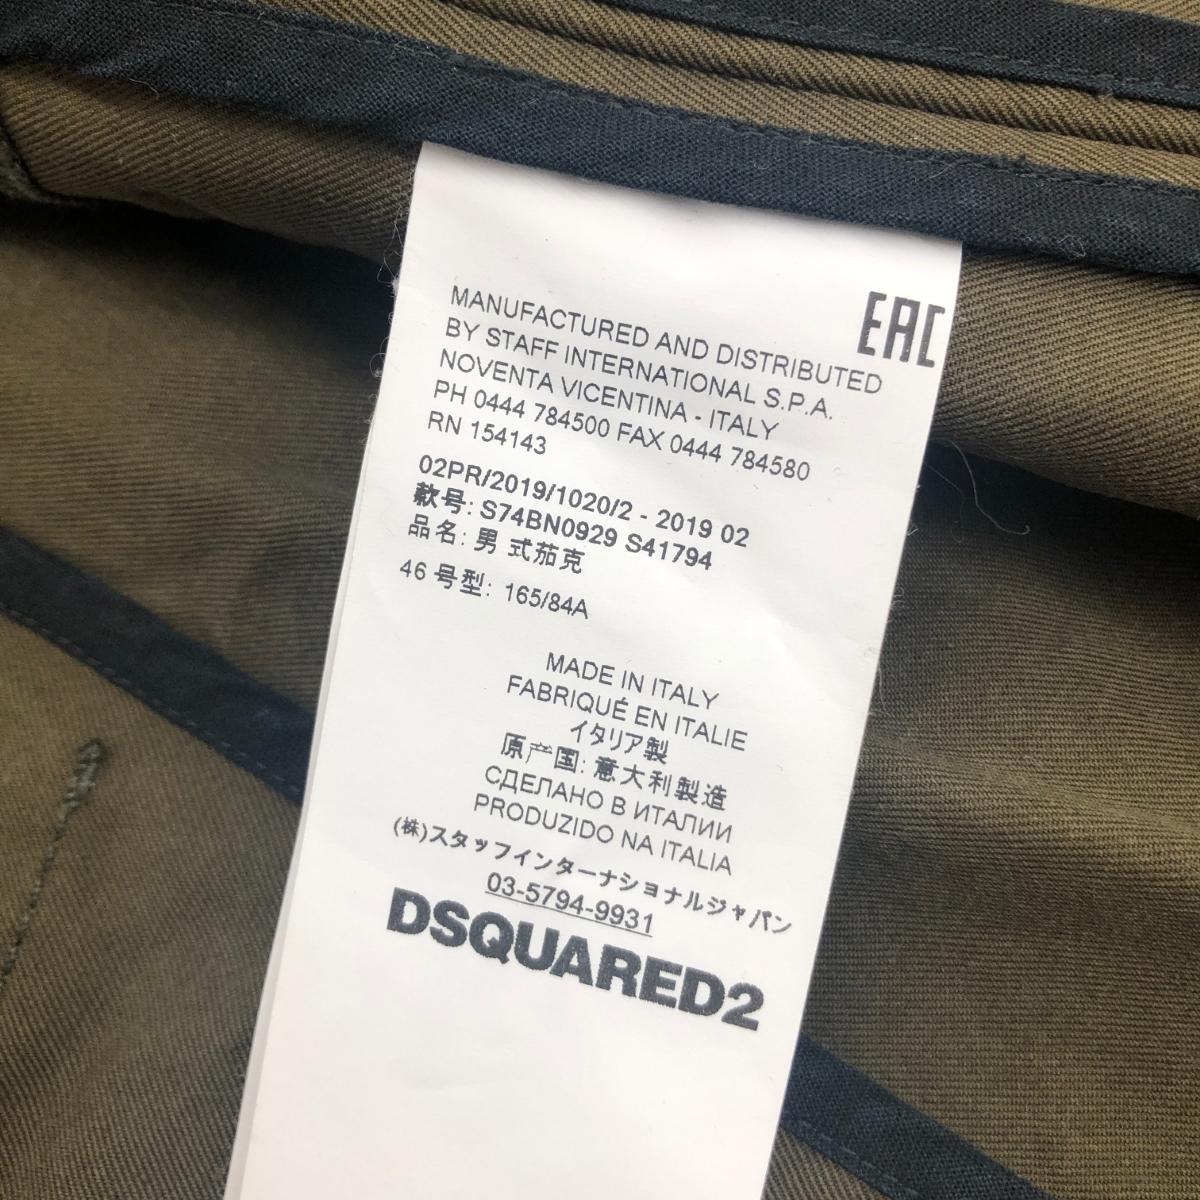 EAC
MANUFACTURED AND DISTRIBUTED
BY STAFF INTERNATIONAL S.P.A.
NOVENTA VICENTINA - ITALY
PH 0444 784500 FAX 0444 784580
RN 154143
02PR/2019/1020/2 - 2019 02
款号: S74BN0929 S41794
品名: 男 式茄克
46 号型: 165/84A
MADE IN ITALY
FABRIQUÉ EN ITALIE
イタリア製
原产国: 意大利製造
СДЕЛАНО В ИТАЛИИ
PRODUZIDO NA ITALIA
(株)スタッフインターナショナルジャパン
03-5794-9931
DSQUARED2